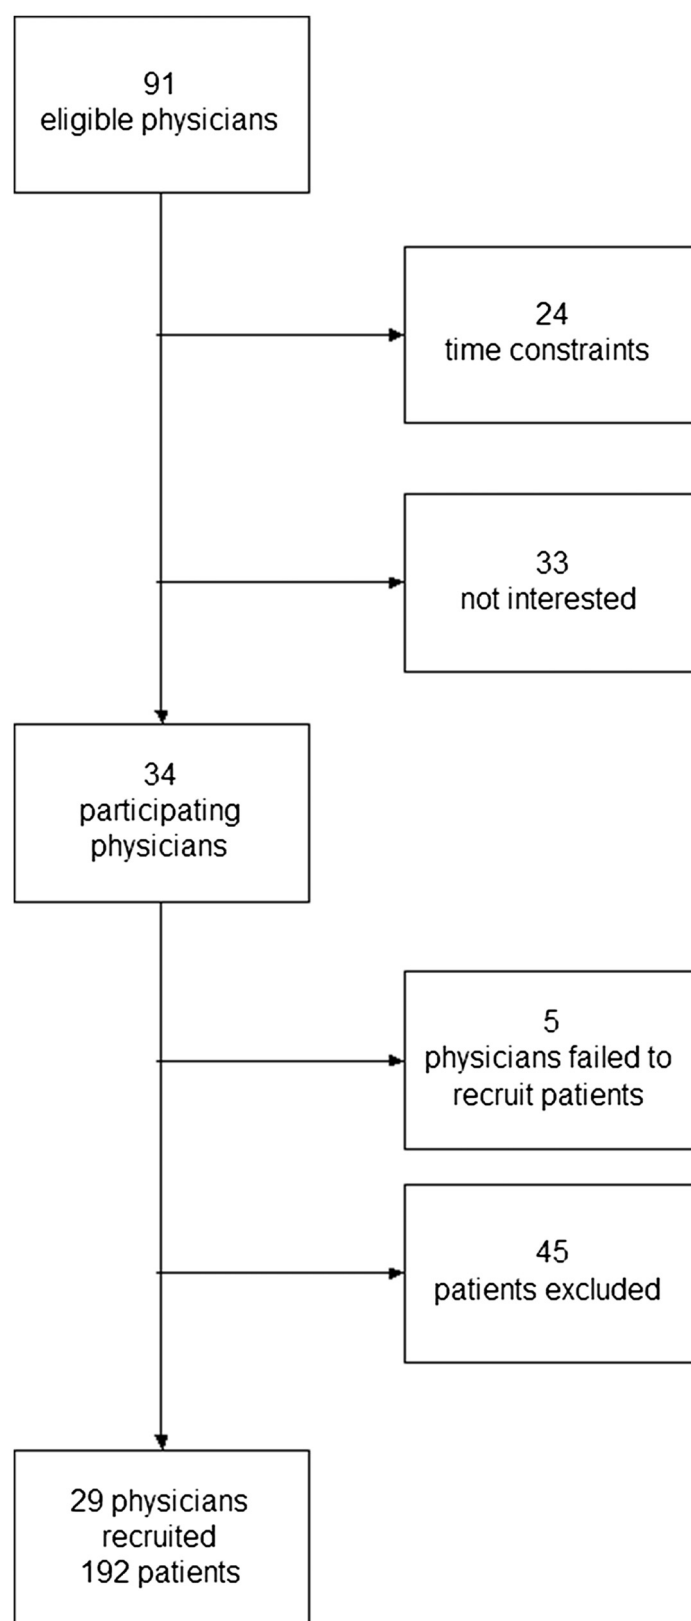 91
eligible physicians
24
time constraints
33
not interested
34
participating
physicians
5
physicians failed to
recruit patients
45
patients excluded
29 physicians
recruited
192 patients